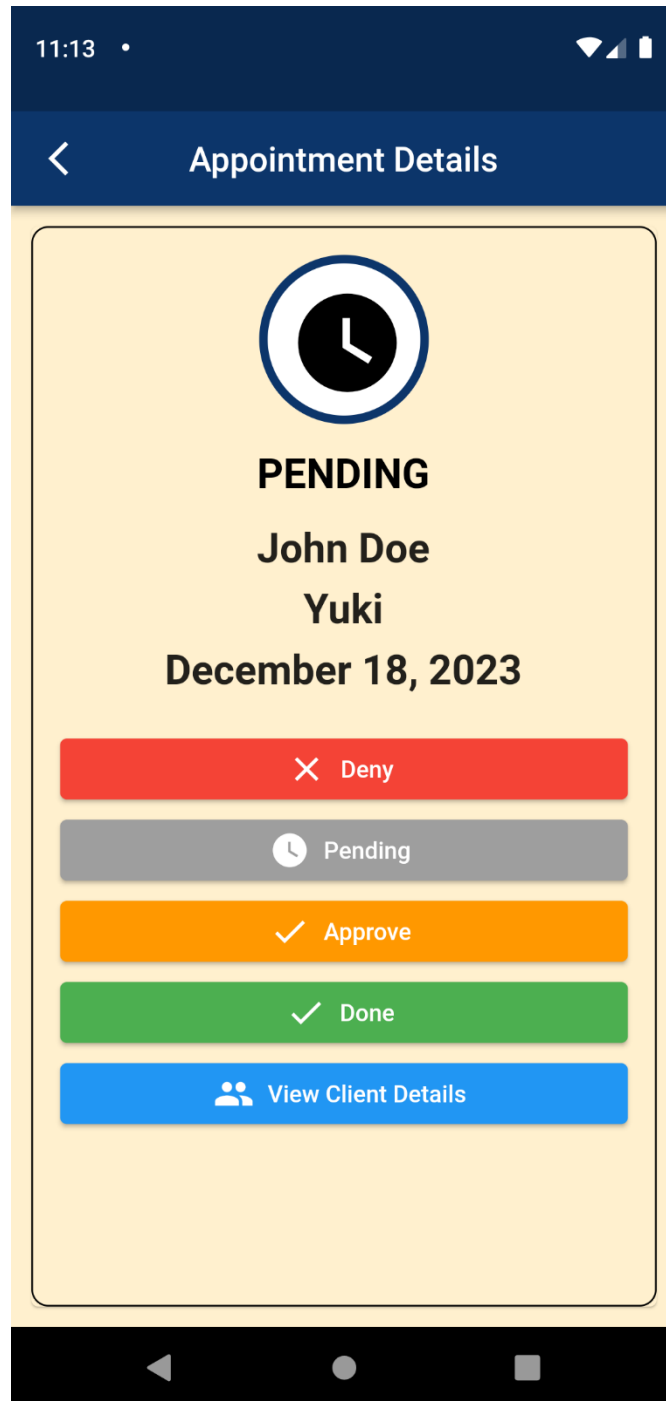 11:13
Appointment Details
PENDING
John Doe
Yuki
December 18, 2023
Deny
Pending
Approve
Done
View Client Details